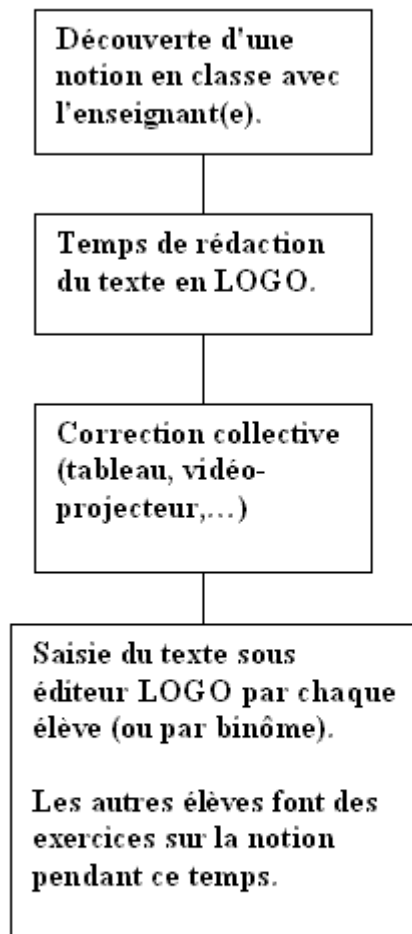 Découverte d'une
notion en classe avec
l'enseignant(e).
Temps de rédaction
du texte en LOGO.
Correction collective
(tableau, vidéo-
projecteur,…)
Saisie du texte sous
éditeur LOGO par chaque
élève (ou par binôme).
Les autres élèves font des
exercices sur la notion
pendant ce temps.